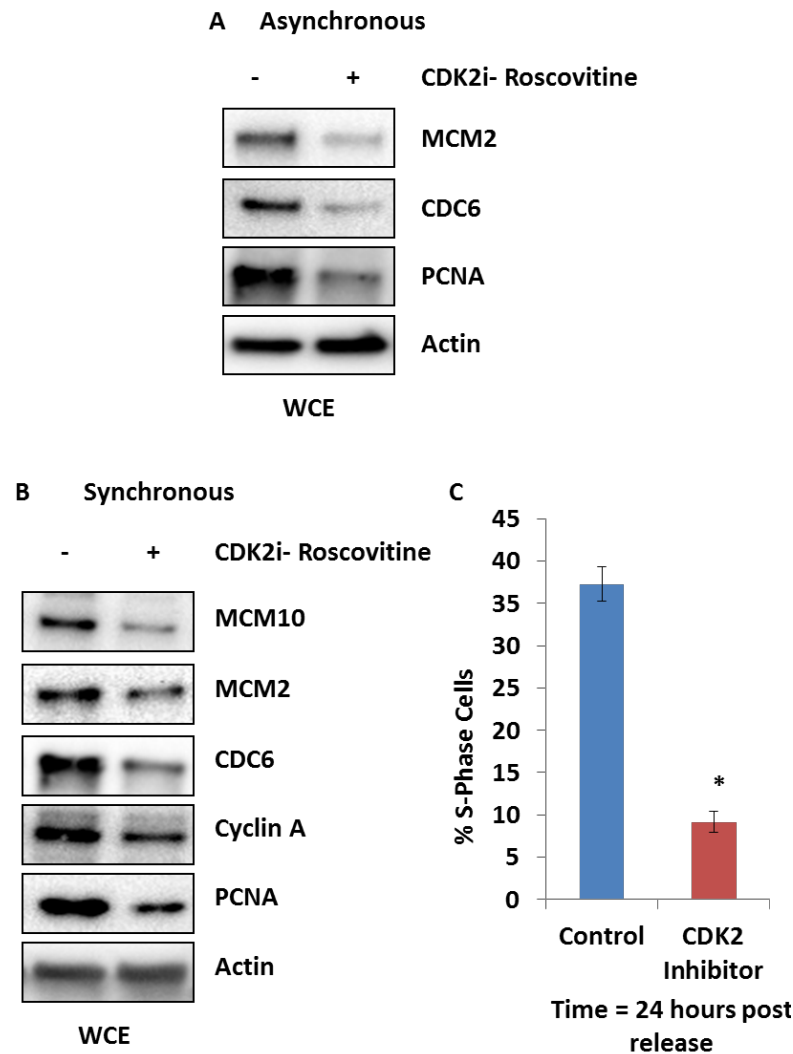 A Asynchronous
- + CDK2i- Roscovitine
MCM2
CDC6
PCNA
Actin
WCE
B Synchronous
- + CDK2i- Roscovitine
MCM10
MCM2
CDC6
Cyclin A
PCNA
Actin
WCE
C
% S-Phase Cells
45
40
35
30
25
20
15
10
5
0
*
Control
CDK2
Inhibitor
Time = 24 hours post
release